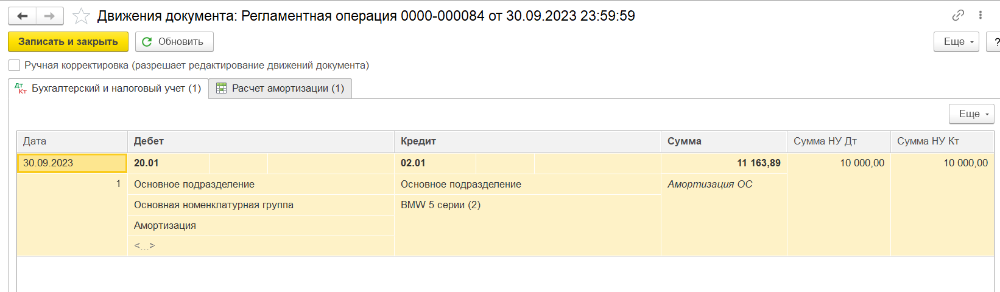 Движения документа: Регламентная операция 0000-000084 от 30.09.2023 23:59:59
Записать и закрыть Обновить Еще ?
Ручная корректировка (разрешает редактирование движений документа)
Дт Кт Бухгалтерский и налоговый учет (1) Расчет амортизации (1)
Еще
Дата Дебет Кредит Сумма Сумма НУ Дт Сумма НУ Кт
30.09.2023 20.01 02.01 11 163,89 10 000,00 10 000,00
1 Основное подразделение Основное подразделение Амортизация ОС
Основная номенклатурная группа BMW 5 серии (2)
Амортизация
<...>